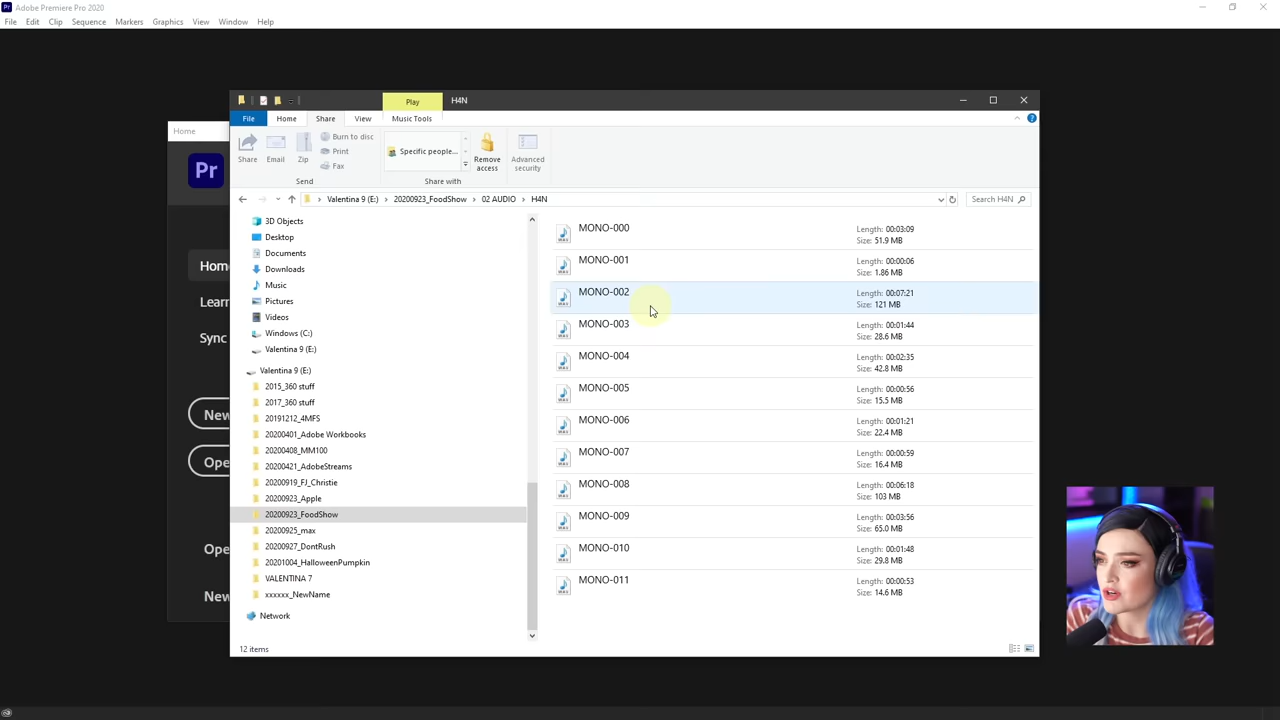 Adobe Premiere Pro 2020
File Edit Clip Sequence Markers Graphics View Window Help
Play H4N
File Home Share View Music Tools
Share
Email
Zip
Burn to disc
Print
Fax
Send
Specific people...
Share with
Remove access
Advanced security
Valentina 9 (E:) 20200923_FoodShow 02 AUDIO H4N
Search H4N
Home
Pr
Home
Learn
Sync
New
Ope
Ope
New
3D Objects
Desktop
Documents
Downloads
Music
Pictures
Videos
Windows (C:)
Valentina 9 (E:)
Valentina 9 (E:)
2015_360 stuff
2017_360 stuff
20191212_4MFS
20200401_Adobe Workbooks
20200408_MM100
20200421_AdobeStreams
20200919_FJ_Christie
20200923_Apple
20200923_FoodShow
20200925_max
20200927_DontRush
20201004_HalloweenPumpkin
VALENTINA 7
xxxxxx_NewName
Network
MONO-000 Length: 00:03:09
Size: 51.9 MB
MONO-001 Length: 00:00:06
Size: 1.86 MB
MONO-002 Length: 00:07:21
Size: 121 MB
MONO-003 Length: 00:01:44
Size: 28.6 MB
MONO-004 Length: 00:02:35
Size: 42.8 MB
MONO-005 Length: 00:00:56
Size: 15.5 MB
MONO-006 Length: 00:01:21
Size: 22.4 MB
MONO-007 Length: 00:00:59
Size: 16.4 MB
MONO-008 Length: 00:06:18
Size: 103 MB
MONO-009 Length: 00:03:56
Size: 65.0 MB
MONO-010 Length: 00:01:48
Size: 29.8 MB
MONO-011 Length: 00:00:53
Size: 14.6 MB
12 items